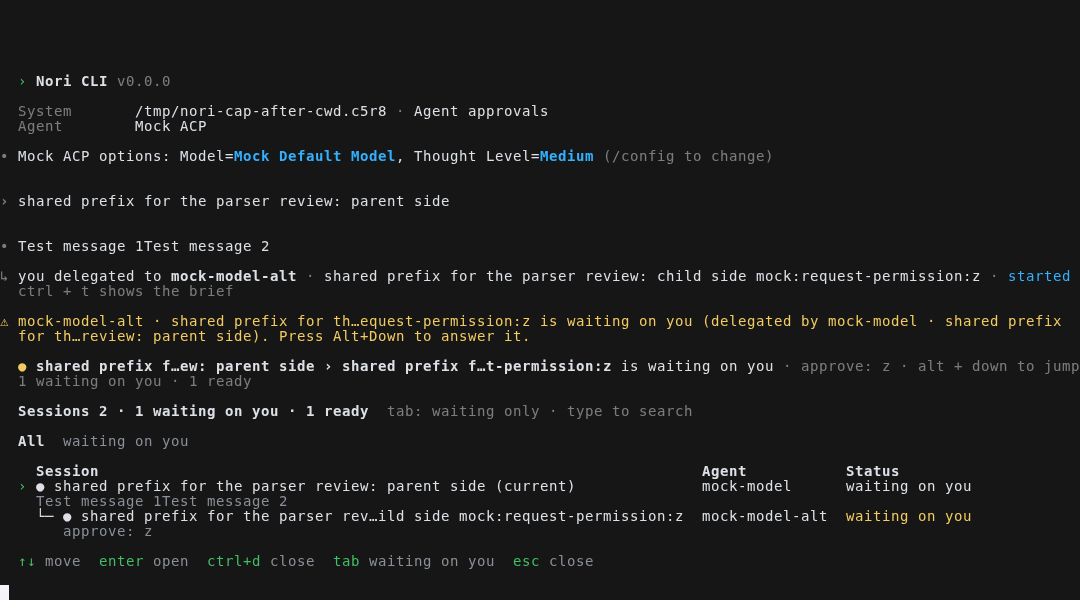 › Nori CLI v0.0.0
System /tmp/nori-cap-after-cwd.c5r8 · Agent approvals
Agent Mock ACP
• Mock ACP options: Model=Mock Default Model, Thought Level=Medium (/config to change)
› shared prefix for the parser review: parent side
• Test message 1Test message 2
↳ you delegated to mock-model-alt · shared prefix for the parser review: child side mock:request-permission:z · started
ctrl + t shows the brief
⚠ mock-model-alt · shared prefix for th…equest-permission:z is waiting on you (delegated by mock-model · shared prefix
for th…review: parent side). Press Alt+Down to answer it.
● shared prefix f…ew: parent side › shared prefix f…t-permission:z is waiting on you · approve: z · alt + down to jump
1 waiting on you · 1 ready
Sessions 2 · 1 waiting on you · 1 ready tab: waiting only · type to search
All waiting on you
Session Agent Status
› ● shared prefix for the parser review: parent side (current) mock-model waiting on you
Test message 1Test message 2
└─ ● shared prefix for the parser rev…ild side mock:request-permission:z mock-model-alt waiting on you
approve: z
↑↓ move enter open ctrl+d close tab waiting on you esc close